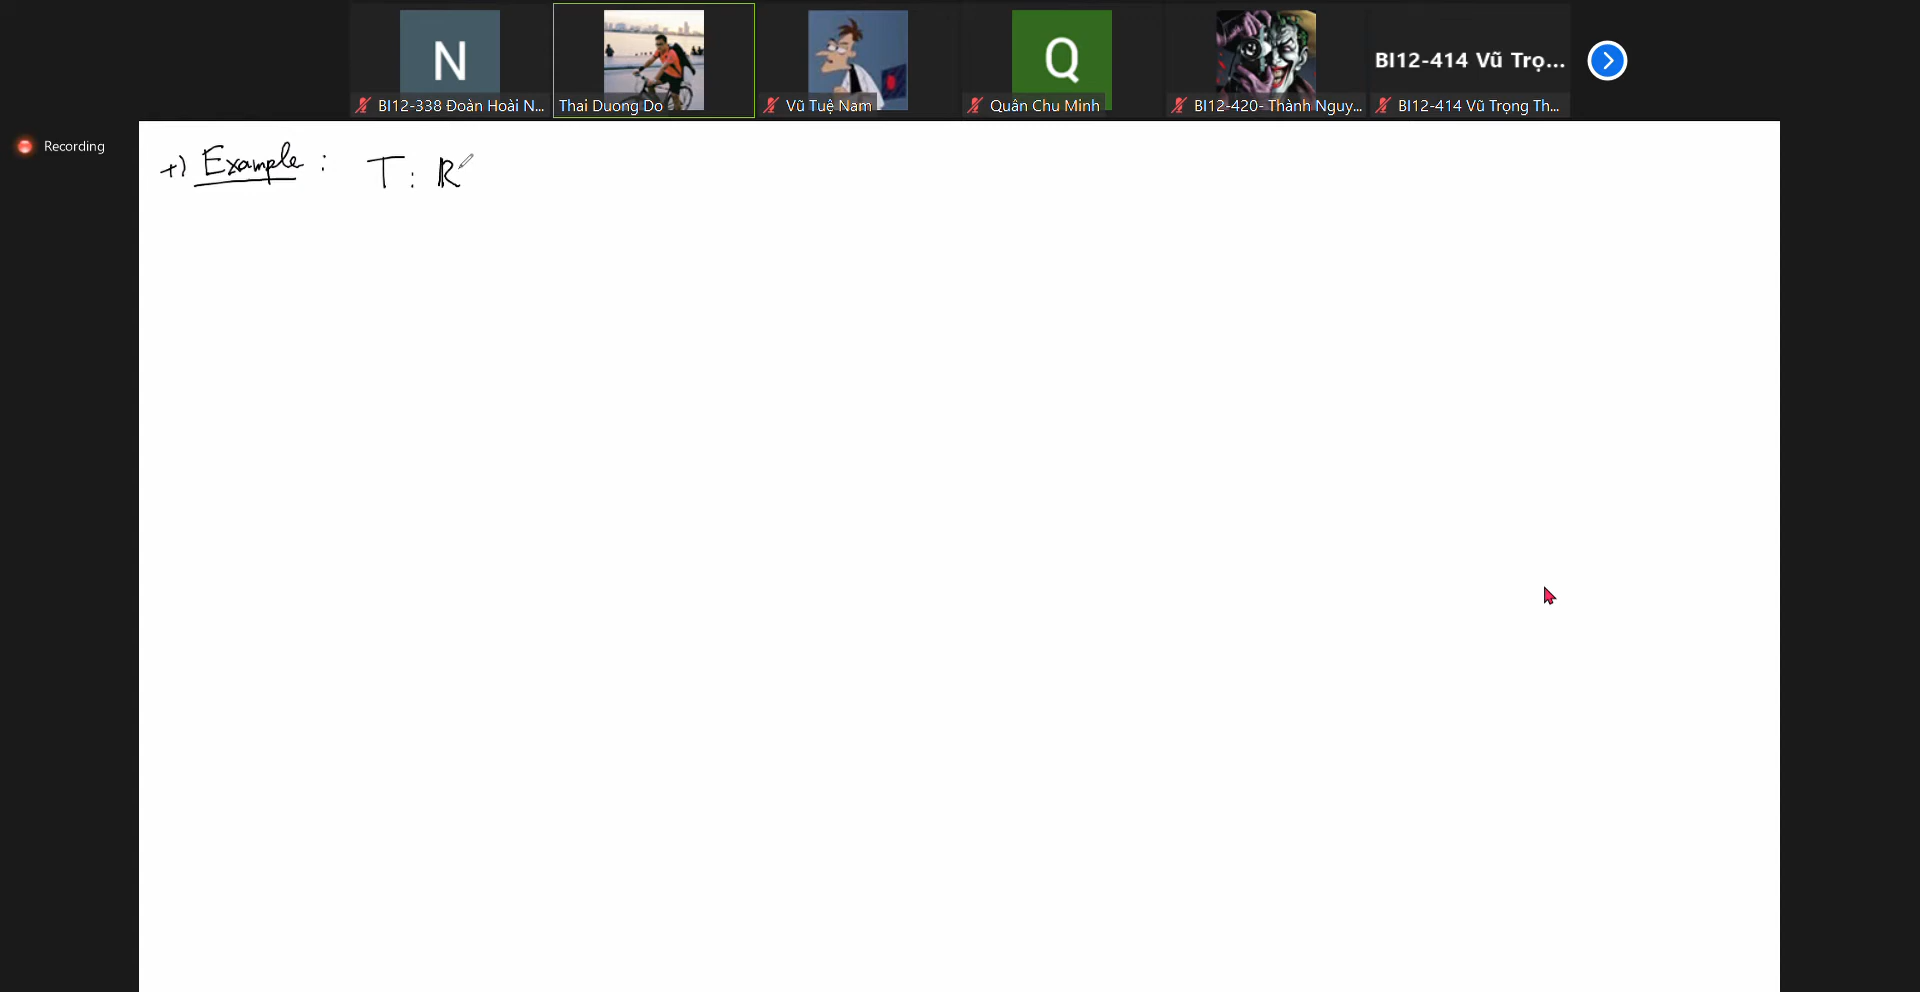 N
BI12-338 Đoàn Hoài N...
Thai Duong Do
Vũ Tuệ Nam
Q
Quân Chu Minh
BI12-420- Thành Nguy...
BI12-414 Vũ Trọ...
BI12-414 Vũ Trọng Th...
Recording
+) Example : T : ℝ